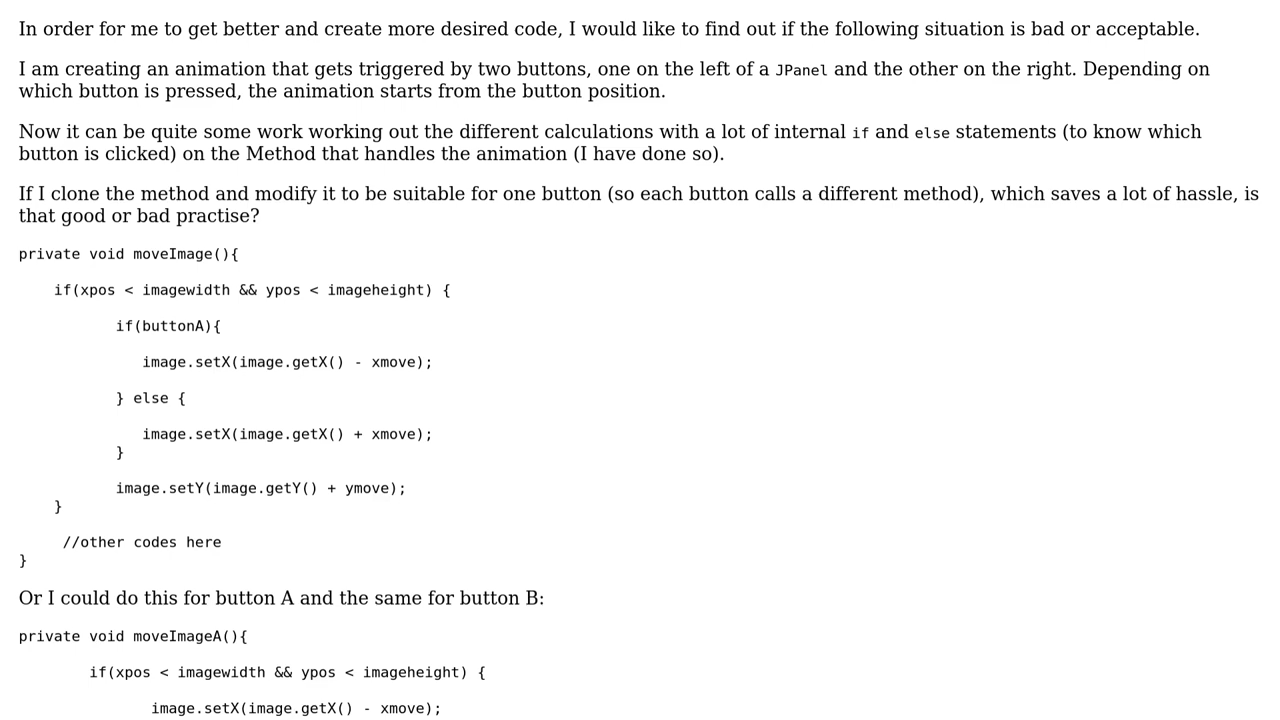 In order for me to get better and create more desired code, I would like to find out if the following situation is bad or acceptable.
I am creating an animation that gets triggered by two buttons, one on the left of a JPanel and the other on the right. Depending on
which button is pressed, the animation starts from the button position.
Now it can be quite some work working out the different calculations with a lot of internal if and else statements (to know which
button is clicked) on the Method that handles the animation (I have done so).
If I clone the method and modify it to be suitable for one button (so each button calls a different method), which saves a lot of hassle, is
that good or bad practise?
private void moveImage(){
if(xpos < imagewidth && ypos < imageheight) {
if(buttonA){
image.setX(image.getX() - xmove);
} else {
image.setX(image.getX() + xmove);
}
image.setY(image.getY() + ymove);
}
//other codes here
}
Or I could do this for button A and the same for button B:
private void moveImageA(){
if(xpos < imagewidth && ypos < imageheight) {
image.setX(image.getX() - xmove);